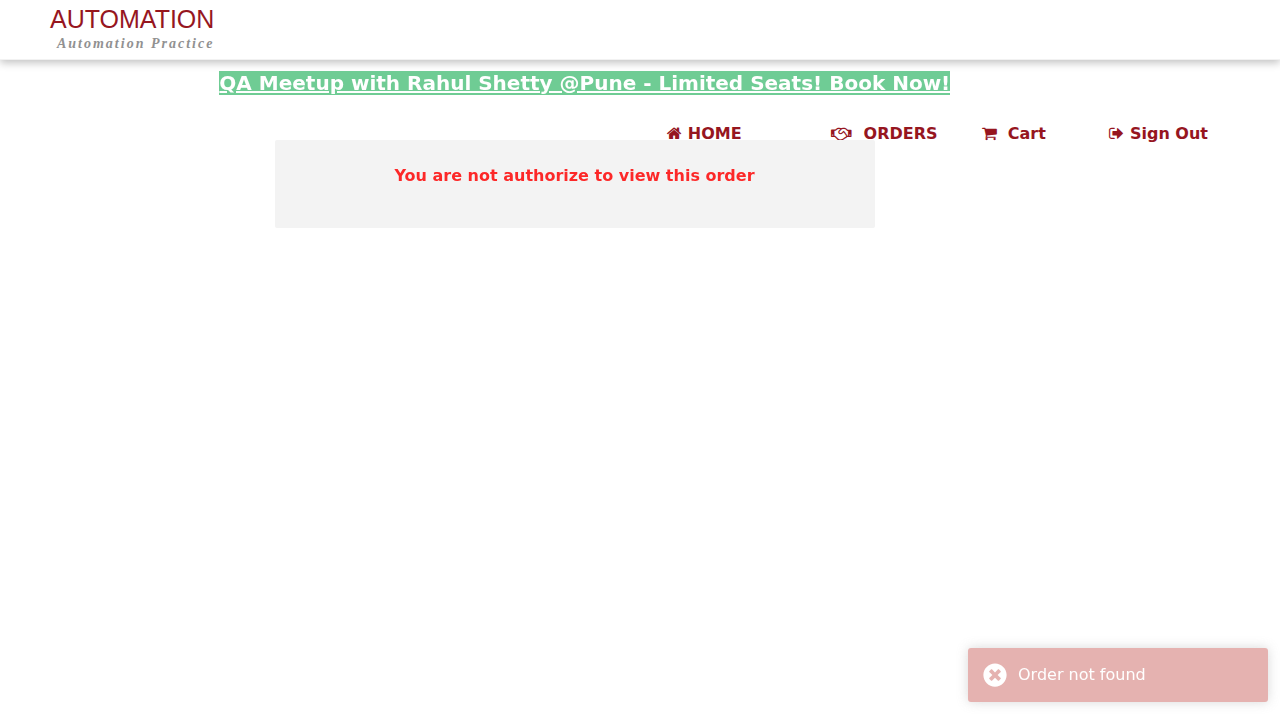 AUTOMATION
Automation Practice
QA Meetup with Rahul Shetty @Pune - Limited Seats! Book Now!
HOME ORDERS Cart Sign Out
You are not authorize to view this order
Order not found